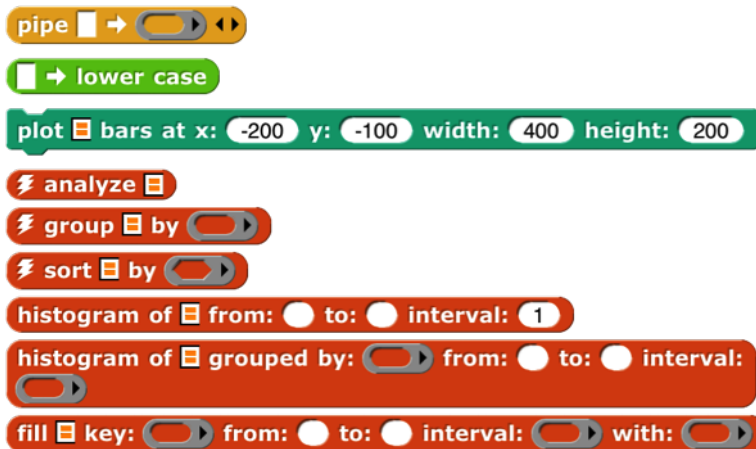 pipe ➔
➔ lower case
plot bars at x: -200 y: -100 width: 400 height: 200
analyze
group by
sort by
histogram of from: to: interval: 1
histogram of grouped by: from: to: interval:
fill key: from: to: interval: with: